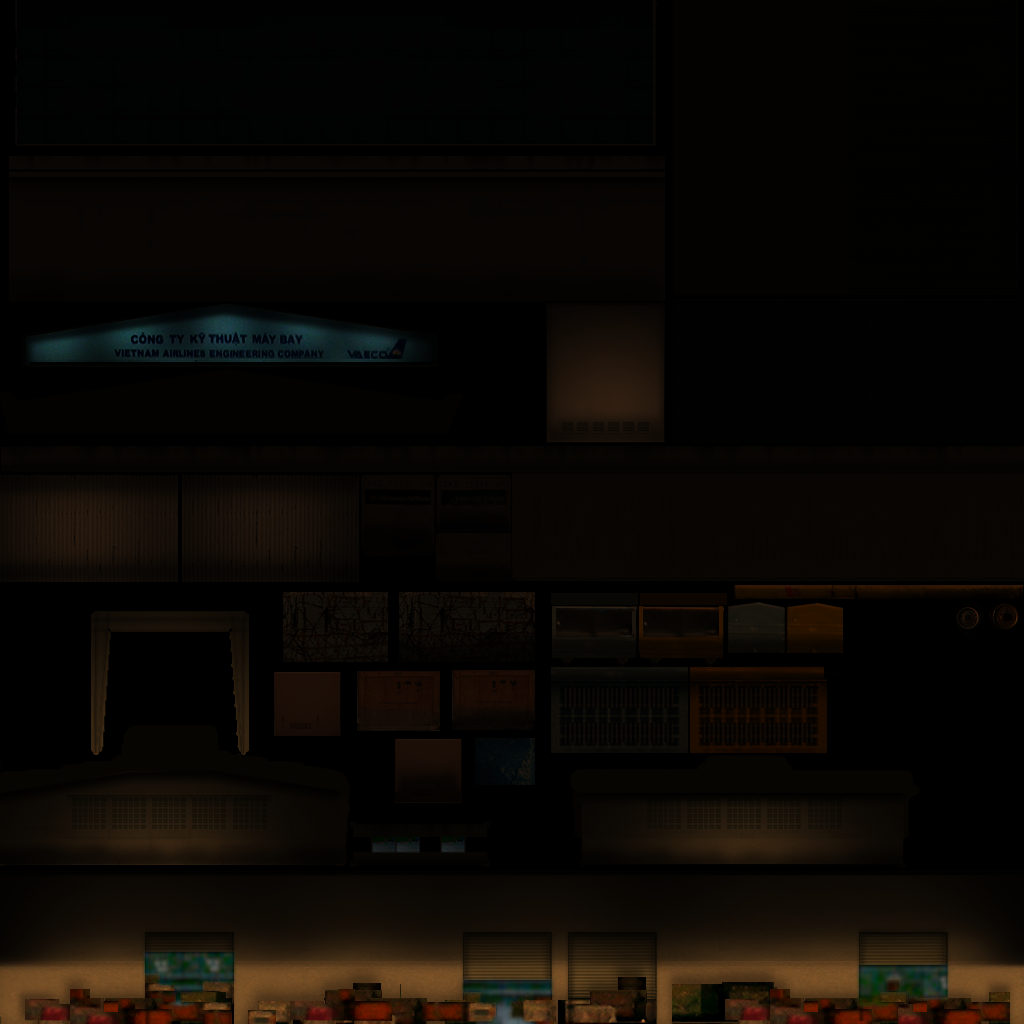 CÔNG TY KỸ THUẬT MÁY BAY
VIETNAM AIRLINES ENGINEERING COMPANY
VAECO